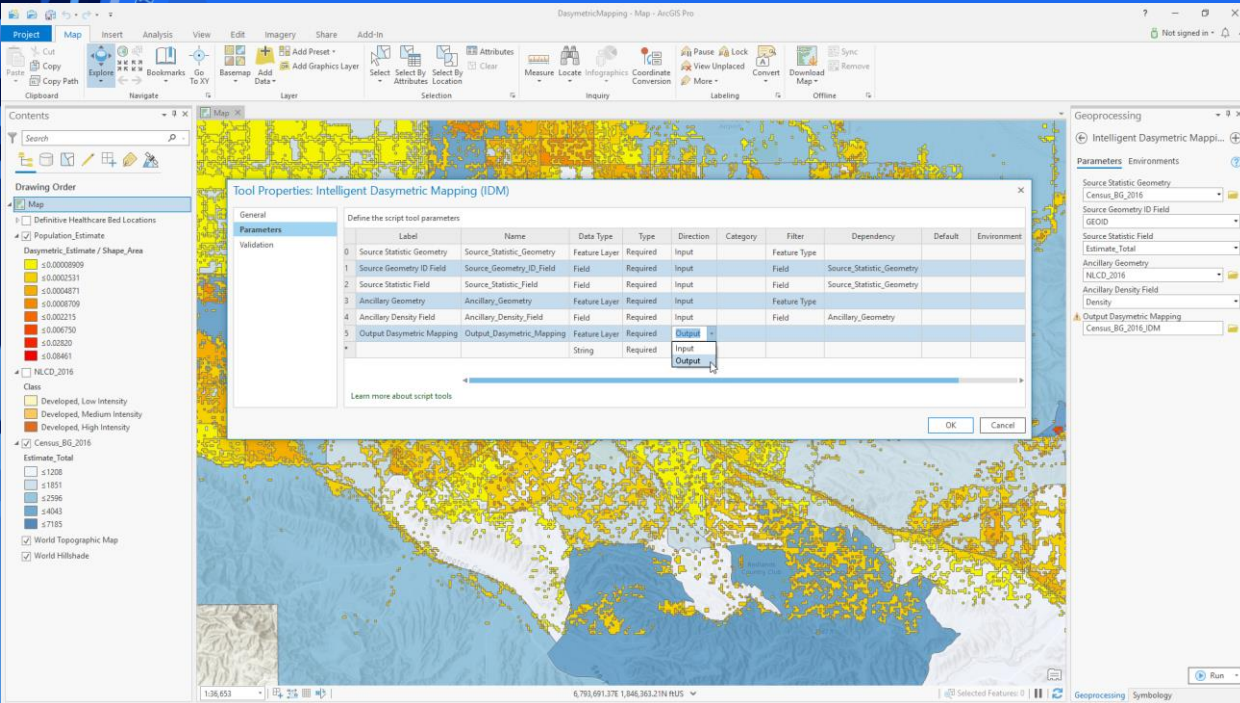 DasymetricMapping - Map - ArcGIS Pro
Project Map Insert Analysis View Edit Imagery Share Add-In
Not signed in
Paste
Cut
Copy
Copy Path
Clipboard
Explore
Bookmarks
Go To XY
Navigate
Basemap
Add Data
Add Preset
Add Graphics Layer
Layer
Select
Select By Attributes
Select By Location
Attributes
Clear
Selection
Measure
Locate
Infographics
Coordinate Conversion
Inquiry
Pause
Lock
View Unplaced
More
Convert
Labeling
Download Map
Sync
Remove
Offline
Contents
Search
Drawing Order
Map
Definitive Healthcare Bed Locations
Population_Estimate
Dasymetric_Estimate / Shape_Area
≤0.00008909
≤0.0002531
≤0.0004871
≤0.0008709
≤0.002215
≤0.006750
≤0.02820
≤0.08461
NLCD_2016
Class
Developed, Low Intensity
Developed, Medium Intensity
Developed, High Intensity
Census_BG_2016
Estimate_Total
≤1208
≤1851
≤2596
≤4043
≤7185
World Topographic Map
World Hillshade
Map
Tool Properties: Intelligent Dasymetric Mapping (IDM)
General
Parameters
Validation
Define the script tool parameters
Label Name Data Type Type Direction Category Filter Dependency Default Environment
0 Source Statistic Geometry Source_Statistic_Geometry Feature Layer Required Input Feature Type
1 Source Geometry ID Field Source_Geometry_ID_Field Field Required Input Field Source_Statistic_Geometry
2 Source Statistic Field Source_Statistic_Field Field Required Input Field Source_Statistic_Geometry
3 Ancillary Geometry Ancillary_Geometry Feature Layer Required Input Feature Type
4 Ancillary Density Field Ancillary_Density_Field Field Required Input Field Ancillary_Geometry
5 Output Dasymetric Mapping Output_Dasymetric_Mapping Feature Layer Required Output
* String Required Input
Output
Learn more about script tools
OK Cancel
Redlands Country Club
1:36,653
6,793,691.37E 1,846,363.21N ftUS
Selected Features: 0
Geoprocessing
Intelligent Dasymetric Mappi...
Parameters Environments
Source Statistic Geometry
Census_BG_2016
Source Geometry ID Field
GEOID
Source Statistic Field
Estimate_Total
Ancillary Geometry
NLCD_2016
Ancillary Density Field
Density
Output Dasymetric Mapping
Census_BG_2016_IDM
Run
Geoprocessing Symbology